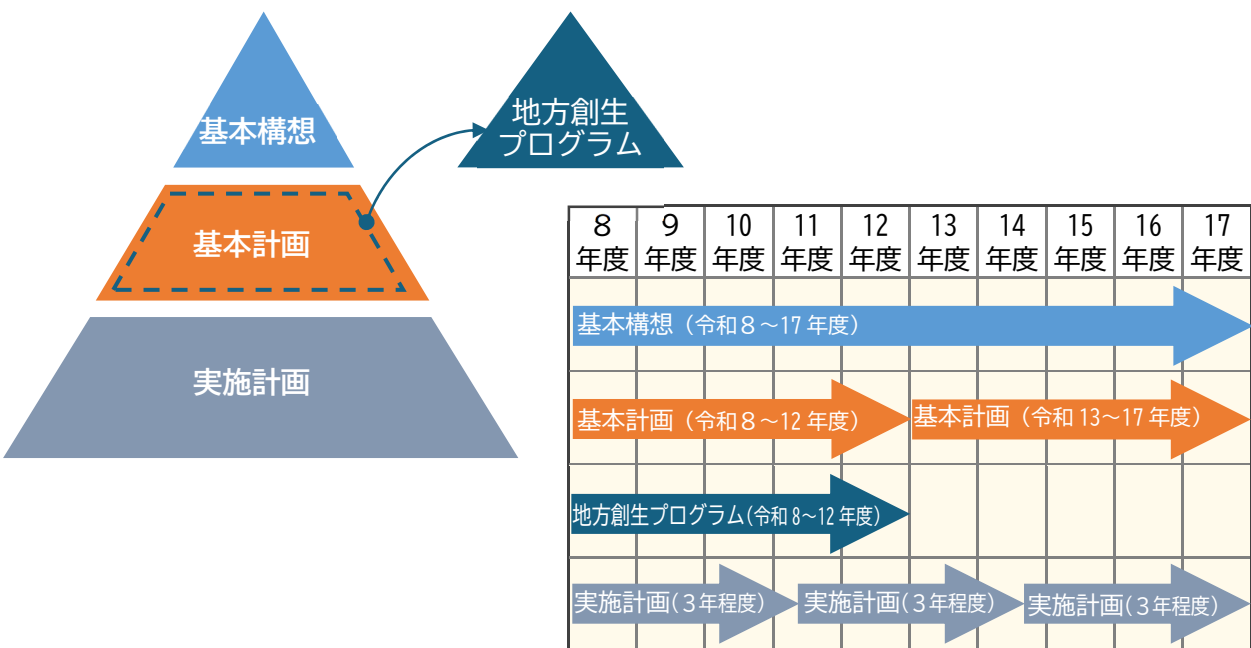 基本構想
基本計画
実施計画
地方創生
プログラム
8 9 10 11 12 13 14 15 16 17
年度 年度 年度 年度 年度 年度 年度 年度 年度 年度
基本構想（令和８～17 年度）
基本計画（令和８～12 年度） 基本計画（令和 13～17 年度）
地方創生プログラム(令和 8～12 年度)
実施計画(３年程度) 実施計画(３年程度) 実施計画(３年程度)